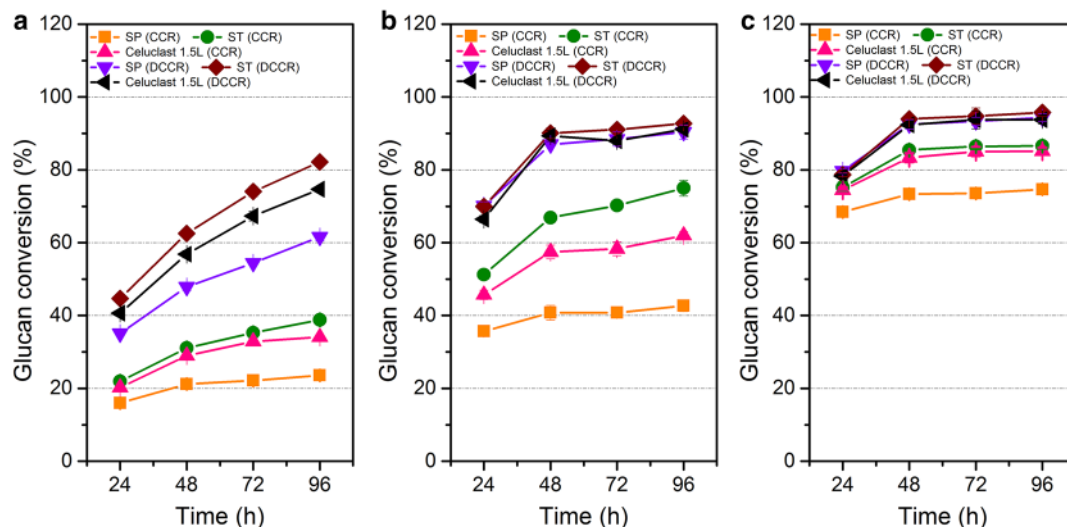 a
120
100
80
60
40
20
0
Glucan conversion (%)
SP (CCR) ST (CCR)
Celuclast 1.5L (CCR)
SP (DCCR) ST (DCCR)
Celuclast 1.5L (DCCR)
24 48 72 96
Time (h)
b
120
100
80
60
40
20
0
Glucan conversion (%)
SP (CCR) ST (CCR)
Celuclast 1.5L (CCR)
SP (DCCR) ST (DCCR)
Celuclast 1.5L (DCCR)
24 48 72 96
Time (h)
c
120
100
80
60
40
20
0
Glucan conversion (%)
SP (CCR) ST (CCR)
Celuclast 1.5L (CCR)
SP (DCCR) ST (DCCR)
Celuclast 1.5L (DCCR)
24 48 72 96
Time (h)